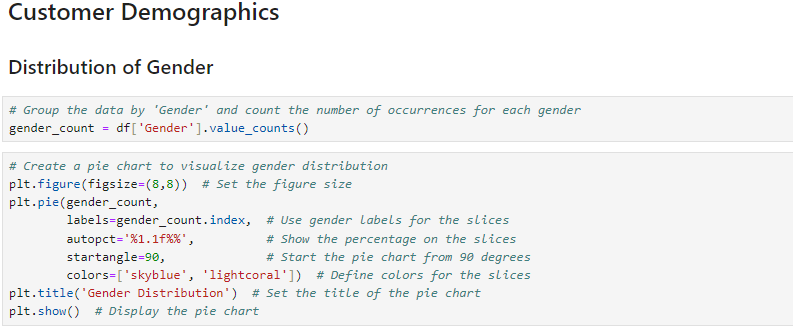 Customer Demographics
Distribution of Gender
# Group the data by 'Gender' and count the number of occurrences for each gender
gender_count = df['Gender'].value_counts()
# Create a pie chart to visualize gender distribution
plt.figure(figsize=(8,8))  # Set the figure size
plt.pie(gender_count,
        labels=gender_count.index,  # Use gender labels for the slices
        autopct='%1.1f%%',          # Show the percentage on the slices
        startangle=90,              # Start the pie chart from 90 degrees
        colors=['skyblue', 'lightcoral'])  # Define colors for the slices
plt.title('Gender Distribution')  # Set the title of the pie chart
plt.show()  # Display the pie chart